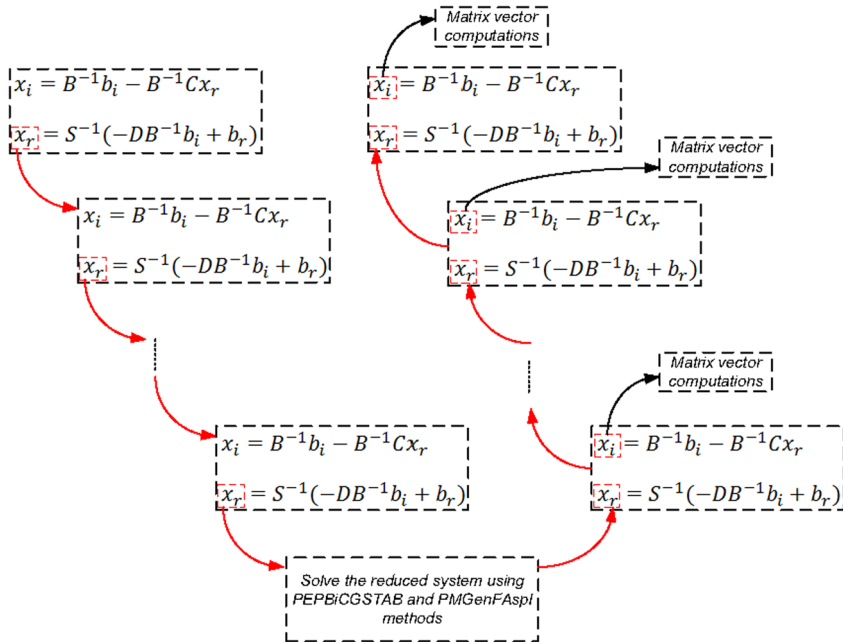 Matrix vector
computations
x_i = B^{-1}b_i − B^{-1}Cx_r
x_r = S^{-1}(−DB^{-1}b_i + b_r)
x_i = B^{-1}b_i − B^{-1}Cx_r
x_r = S^{-1}(−DB^{-1}b_i + b_r)
Matrix vector
computations
x_i = B^{-1}b_i − B^{-1}Cx_r
x_r = S^{-1}(−DB^{-1}b_i + b_r)
x_i = B^{-1}b_i − B^{-1}Cx_r
x_r = S^{-1}(−DB^{-1}b_i + b_r)
Matrix vector
computations
x_i = B^{-1}b_i − B^{-1}Cx_r
x_r = S^{-1}(−DB^{-1}b_i + b_r)
x_i = B^{-1}b_i − B^{-1}Cx_r
x_r = S^{-1}(−DB^{-1}b_i + b_r)
Solve the reduced system using
PEPBiCGSTAB and PMGenFAspI
methods